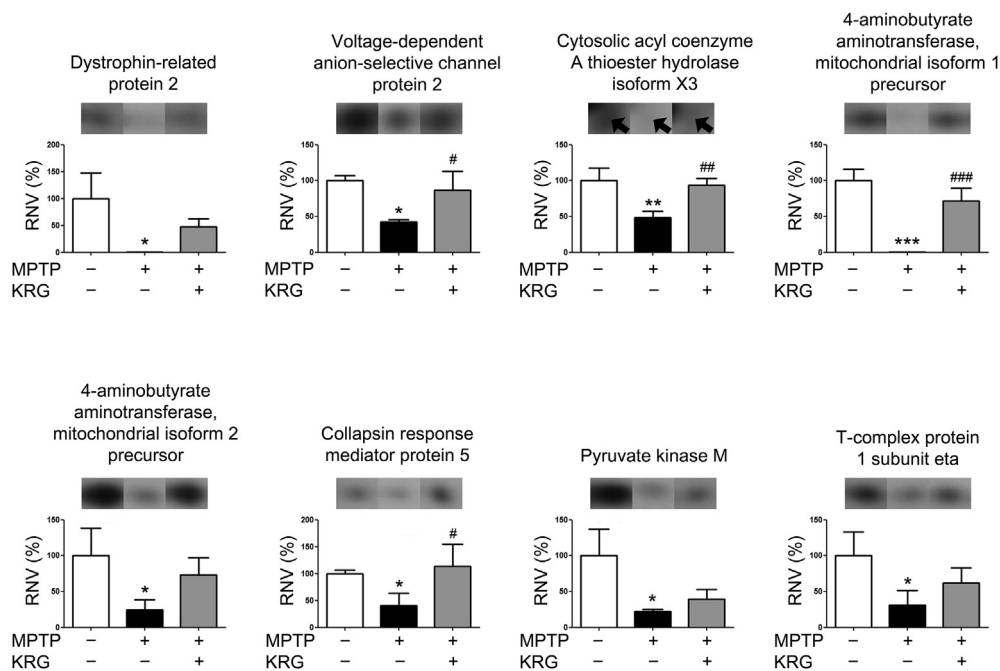 Dystrophin-related
protein 2
Voltage-dependent
anion-selective channel
protein 2
Cytosolic acyl coenzyme
A thioester hydrolase
isoform X3
4-aminobutyrate
aminotransferase,
mitochondrial isoform 1
precursor
RNV (%)
200
150
100
50
0
*
MPTP − + +
KRG − − +
RNV (%)
150
100
50
0
*
#
MPTP − + +
KRG − − +
RNV (%)
150
100
50
0
**
##
MPTP − + +
KRG − − +
RNV (%)
150
100
50
0
***
###
MPTP − + +
KRG − − +
4-aminobutyrate
aminotransferase,
mitochondrial isoform 2
precursor
Collapsin response
mediator protein 5
Pyruvate kinase M
T-complex protein
1 subunit eta
RNV (%)
150
100
50
0
*
MPTP − + +
KRG − − +
RNV (%)
200
150
100
50
0
*
#
MPTP − + +
KRG − − +
RNV (%)
150
100
50
0
*
MPTP − + +
KRG − − +
RNV (%)
150
100
50
0
*
MPTP − + +
KRG − − +